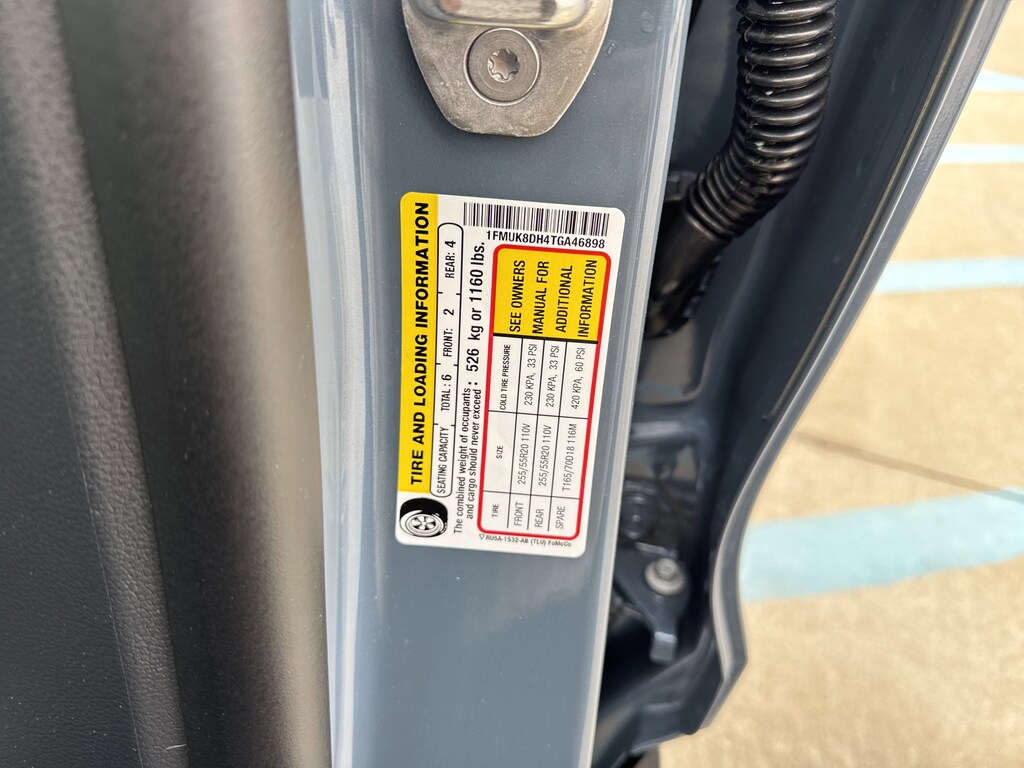 TIRE AND LOADING INFORMATION
SEATING CAPACITY TOTAL: 6 FRONT: 2 REAR: 4
The combined weight of occupants and cargo should never exceed : 526 kg or 1160 lbs.
TIRE SIZE COLD TIRE PRESSURE
FRONT 255/55R20 110V 230 KPA, 33 PSI
REAR 255/55R20 110V 230 KPA, 33 PSI
SPARE T165/70D18 116M 420 KPA, 60 PSI
SEE OWNERS
MANUAL FOR
ADDITIONAL
INFORMATION
1FMUK8DH4TGA46898
RU5A-1532-AB (TLU) FoMoCo